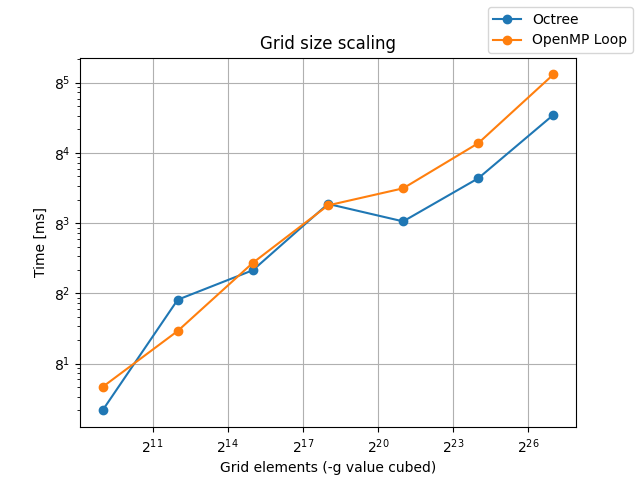 Octree
OpenMP Loop
Grid size scaling
8^5
8^4
8^3
8^2
8^1
Time [ms]
2^11 2^14 2^17 2^20 2^23 2^26
Grid elements (-g value cubed)